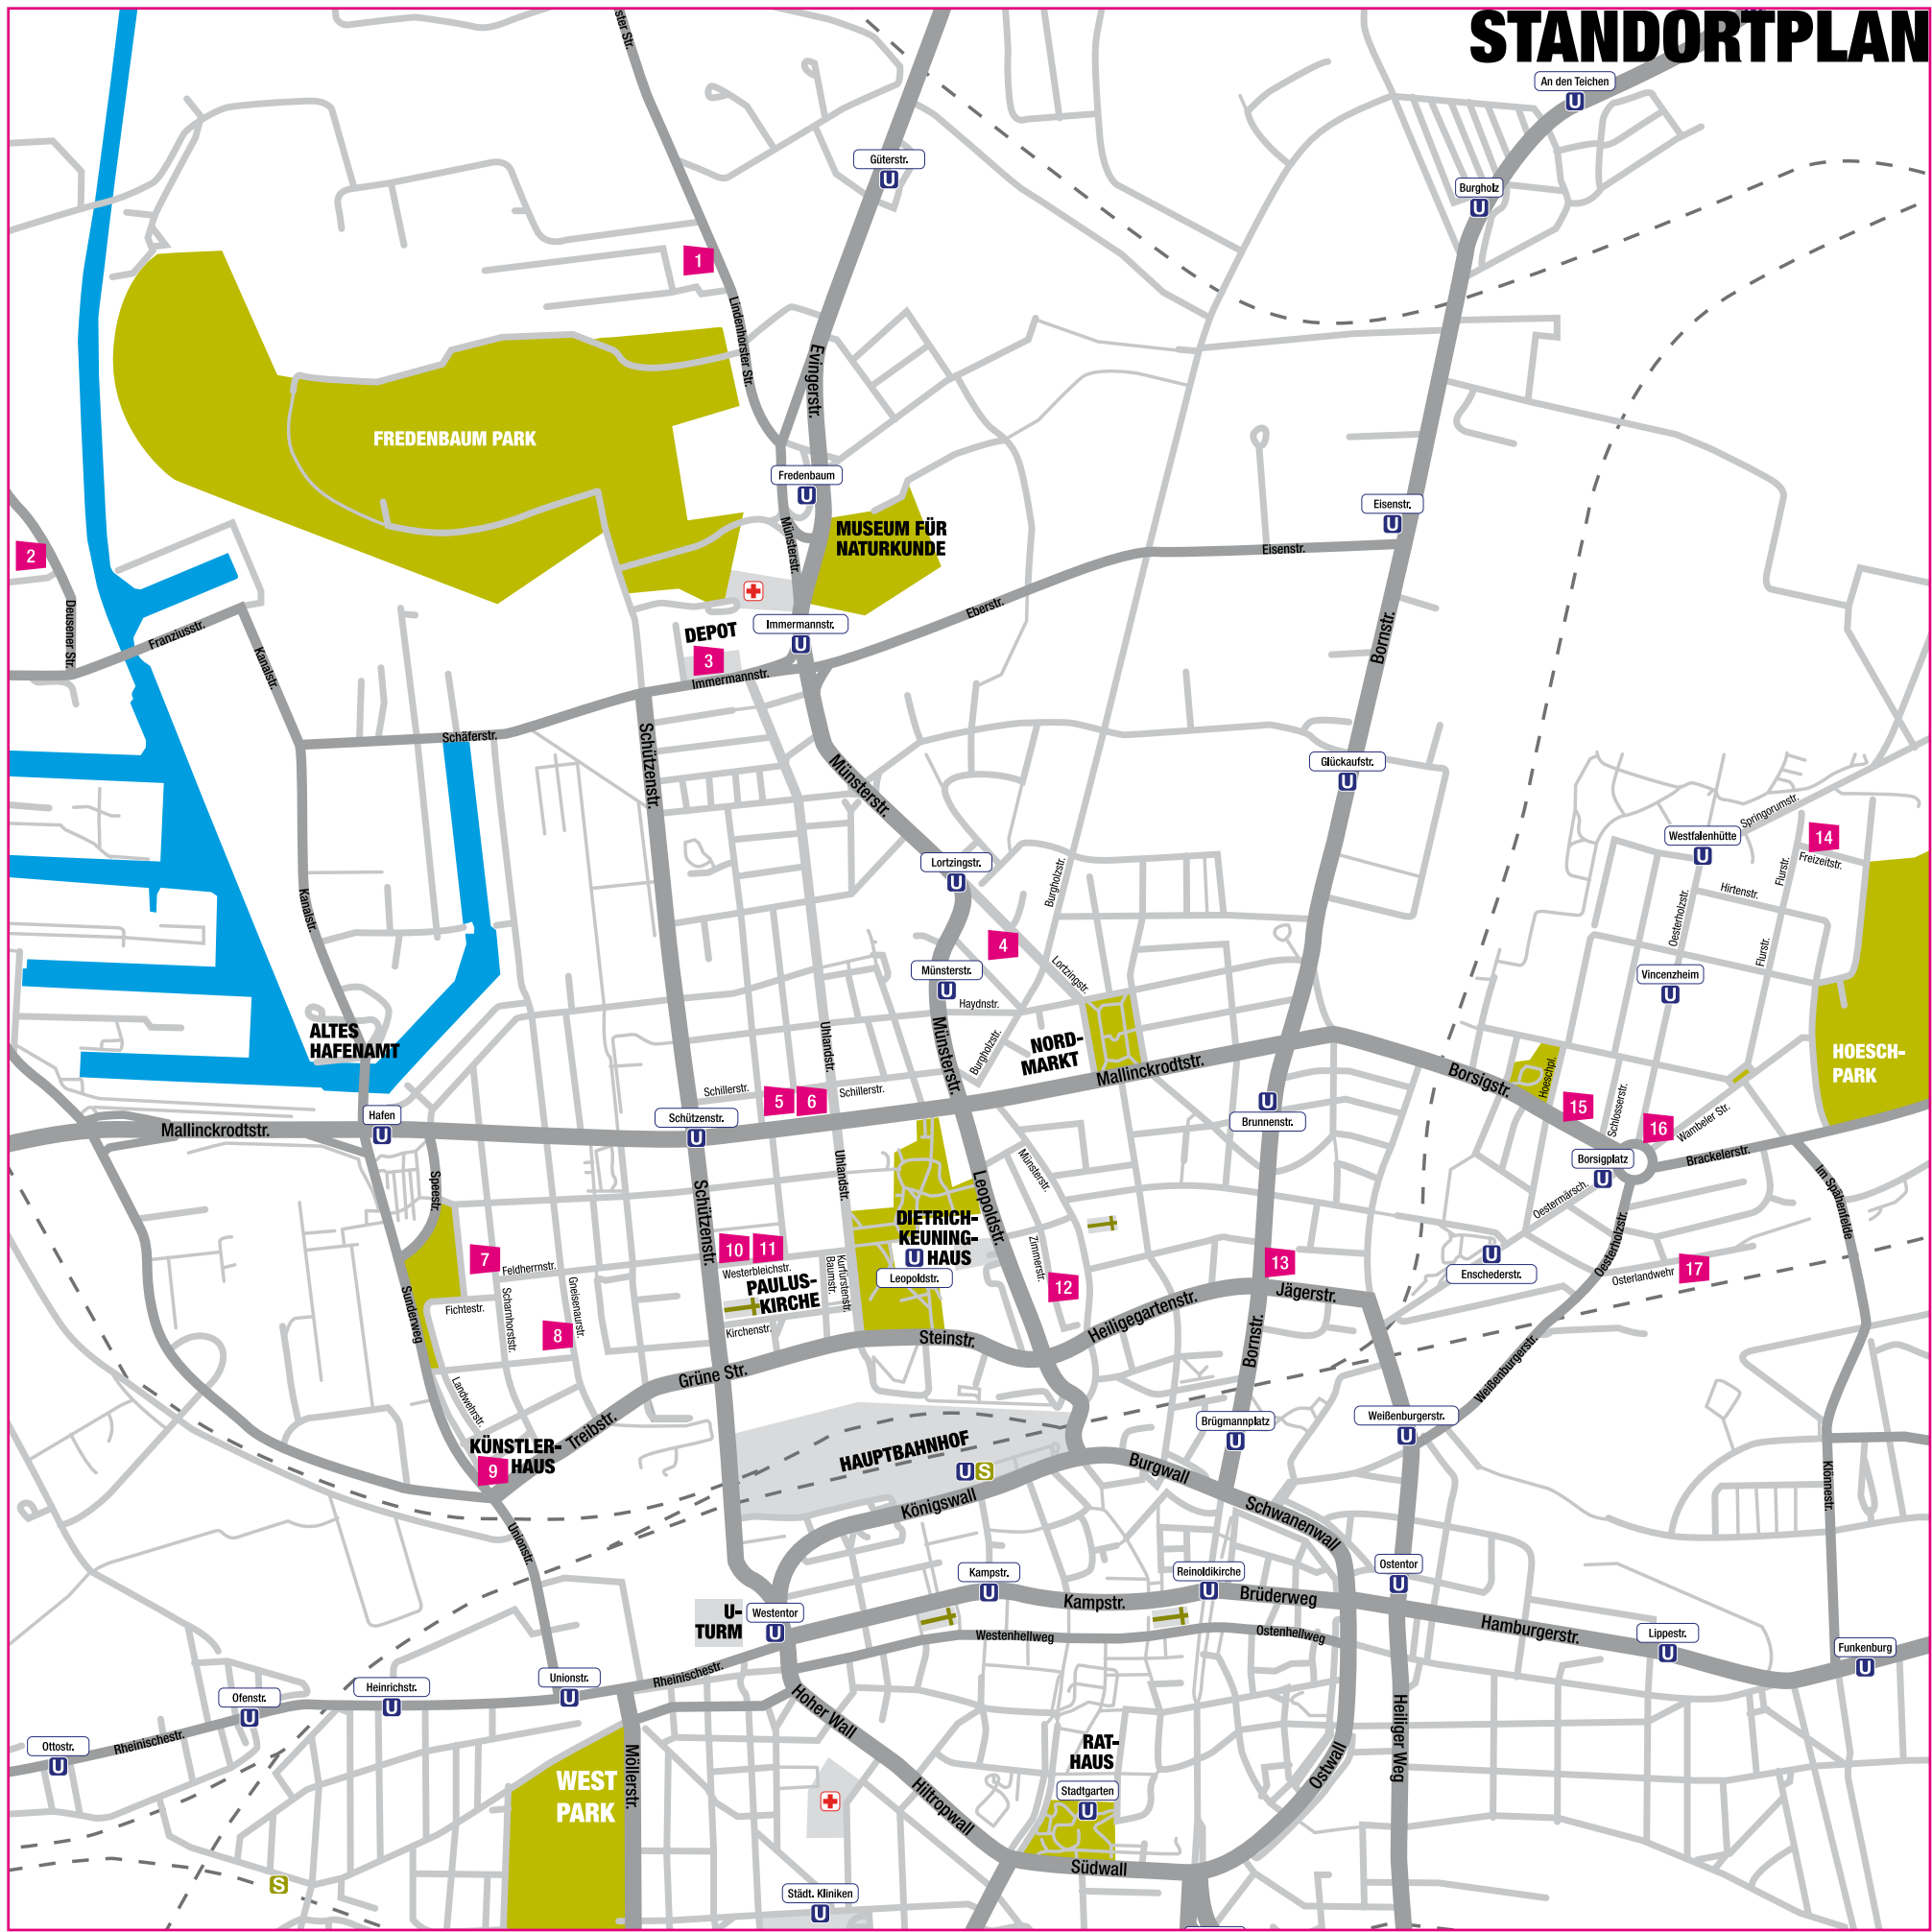 STANDORTPLAN
ster Str.
An den Teichen
U
Güterstr.
U
Burgholz
U
1
Lindenhorster Str.
Evingerstr.
FREDENBAUM PARK
Fredenbaum
U
Eisenstr.
U
MUSEUM FÜR
NATURKUNDE
Münsterstr.
2
Eisenstr.
Deusener Str.
Franziusstr.
Kanalstr.
Eberstr.
Immermannstr.
U
DEPOT
3
Immermannstr.
Bornstr.
Schäferstr.
Schützenstr.
Münsterstr.
Glückaufstr.
U
Springorumstr.
Westfalenhütte
U
14
Freizeitstr.
Flurstr.
Hirtenstr.
Lortzingstr.
U
Burgholzstr.
Kanalstr.
Oesterholzstr.
Flurstr.
4
Lortzingstr.
Münsterstr.
U
Haydnstr.
Vincenzheim
U
ALTES
HAFENAMT
Uhlandstr.
Münsterstr.
Burgholzstr.
NORD-
MARKT
Mallinckrodtstr.
HOESCH-
PARK
Borsigstr.
Hoeschpl.
Schillerstr.
5
6
Schillerstr.
15
Schlosserstr.
16
Wambeler Str.
Hafen
U
Mallinckrodtstr.
Schützenstr.
U
U
Brunnenstr.
Borsigplatz
U
Brackelerstr.
Im Spähenfelde
Speestr.
Uhlandstr.
Schützenstr.
Leopoldstr.
Münsterstr.
Oestermärsch.
Oesterholzstr.
DIETRICH-
KEUNING-
HAUS
U
Leopoldstr.
7
Feldherrnstr.
10
11
Westerbleichstr.
Baumstr.
Kurfürstenstr.
PAULUS-
KIRCHE
Kirchenstr.
Zimmerstr.
12
13
U
Enschederstr.
Osterlandwehr
17
Sunderweg
Fichtestr.
Scharnhorststr.
Gneisenaustr.
8
Jägerstr.
Heiligegartenstr.
Steinstr.
Bornstr.
Grüne Str.
Weißenburgerstr.
Landwehrstr.
Treibstr.
KÜNSTLER-
HAUS
9
HAUPTBAHNHOF
U S
Brügmannplatz
U
Weißenburgerstr.
U
Burgwall
Königswall
Schwanenwall
Klönnestr.
Unionstr.
Kampstr.
U
Reinoldikirche
U
Ostentor
U
U-
TURM
Westentor
U
Kampstr.
Brüderweg
Hamburgerstr.
Lippestr.
U
Funkenburg
U
Westenhellweg
Ostenhellweg
Rheinischestr.
Unionstr.
U
Heinrichstr.
U
Ofenstr.
U
Ottostr.
U
Rheinischestr.
Hoher Wall
Möllerstr.
Heiliger Weg
Ostwall
RAT-
HAUS
Stadtgarten
U
WEST
PARK
Hiltropwall
Südwall
S
Städt. Kliniken
U